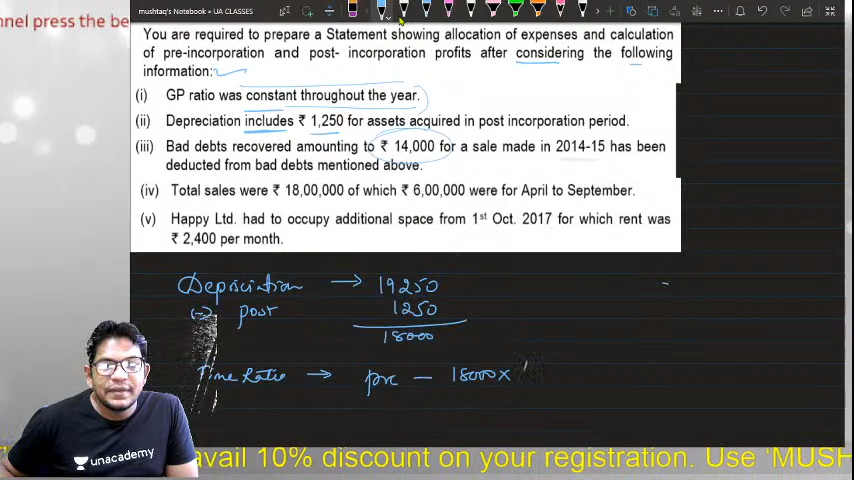 mushtaq's Notebook » UA CLASSES
nnel press the be
You are required to prepare a Statement showing allocation of expenses and calculation
of pre-incorporation and post- incorporation profits after considering the following
information:
(i) GP ratio was constant throughout the year.
(ii) Depreciation includes ₹ 1,250 for assets acquired in post incorporation period.
(iii) Bad debts recovered amounting to ₹ 14,000 for a sale made in 2014-15 has been
deducted from bad debts mentioned above.
(iv) Total sales were ₹ 18,00,000 of which ₹ 6,00,000 were for April to September.
(v) Happy Ltd. had to occupy additional space from 1st Oct. 2017 for which rent was
₹ 2,400 per month.
Depriciation → 19250
(-) post 1250
18000
Time Ratio → pre - 18000 x
unacademy
avail 10% discount on your registration. Use 'MUSH